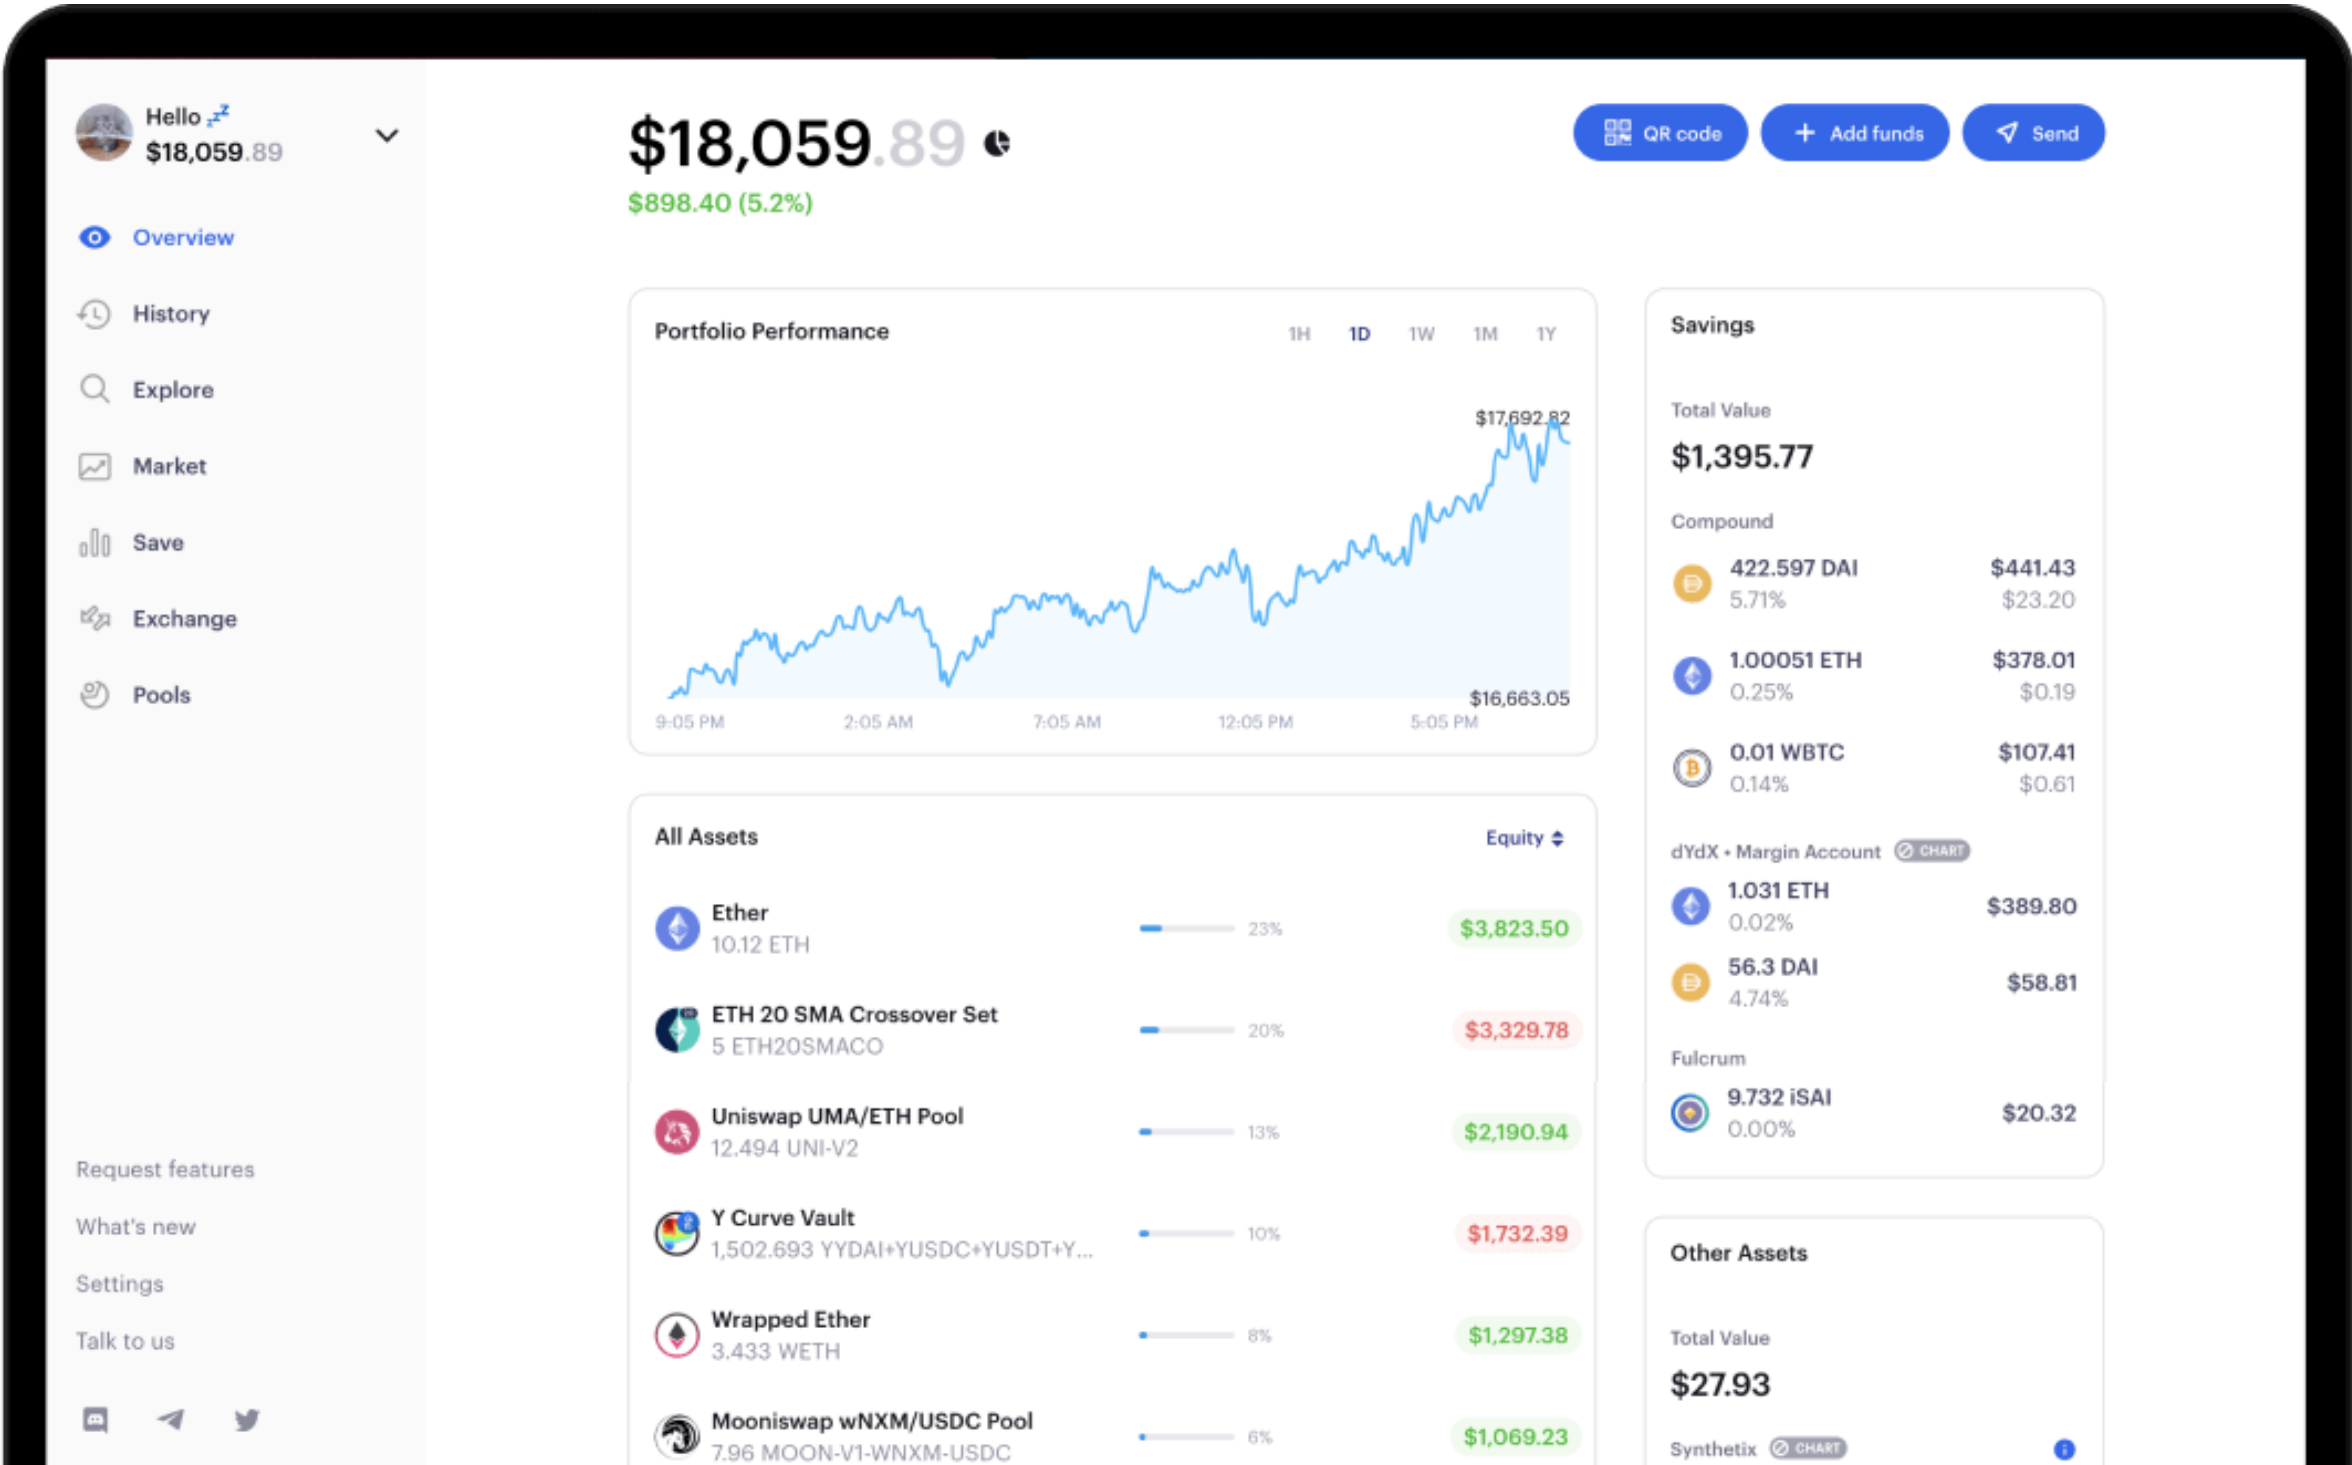 Hello 💤
$18,059.89
Overview
History
Explore
Market
Save
Exchange
Pools
Request features
What's new
Settings
Talk to us
$18,059.89
$898.40 (5.2%)
QR code
Add funds
Send
Portfolio Performance
1H 1D 1W 1M 1Y
$17,692.82
$16,663.05
9:05 PM 2:05 AM 7:05 AM 12:05 PM 5:05 PM
All Assets
Equity
Ether
10.12 ETH
23%
$3,823.50
ETH 20 SMA Crossover Set
5 ETH20SMACO
20%
$3,329.78
Uniswap UMA/ETH Pool
12.494 UNI-V2
13%
$2,190.94
Y Curve Vault
1,502.693 YYDAI+YUSDC+YUSDT+Y...
10%
$1,732.39
Wrapped Ether
3.433 WETH
8%
$1,297.38
Mooniswap wNXM/USDC Pool
7.96 MOON-V1-WNXM-USDC
6%
$1,069.23
Savings
Total Value
$1,395.77
Compound
422.597 DAI $441.43
5.71% $23.20
1.00051 ETH $378.01
0.25% $0.19
0.01 WBTC $107.41
0.14% $0.61
dYdX • Margin Account CHART
1.031 ETH
0.02%
$389.80
56.3 DAI
4.74%
$58.81
Fulcrum
9.732 iSAI
0.00%
$20.32
Other Assets
Total Value
$27.93
Synthetix CHART